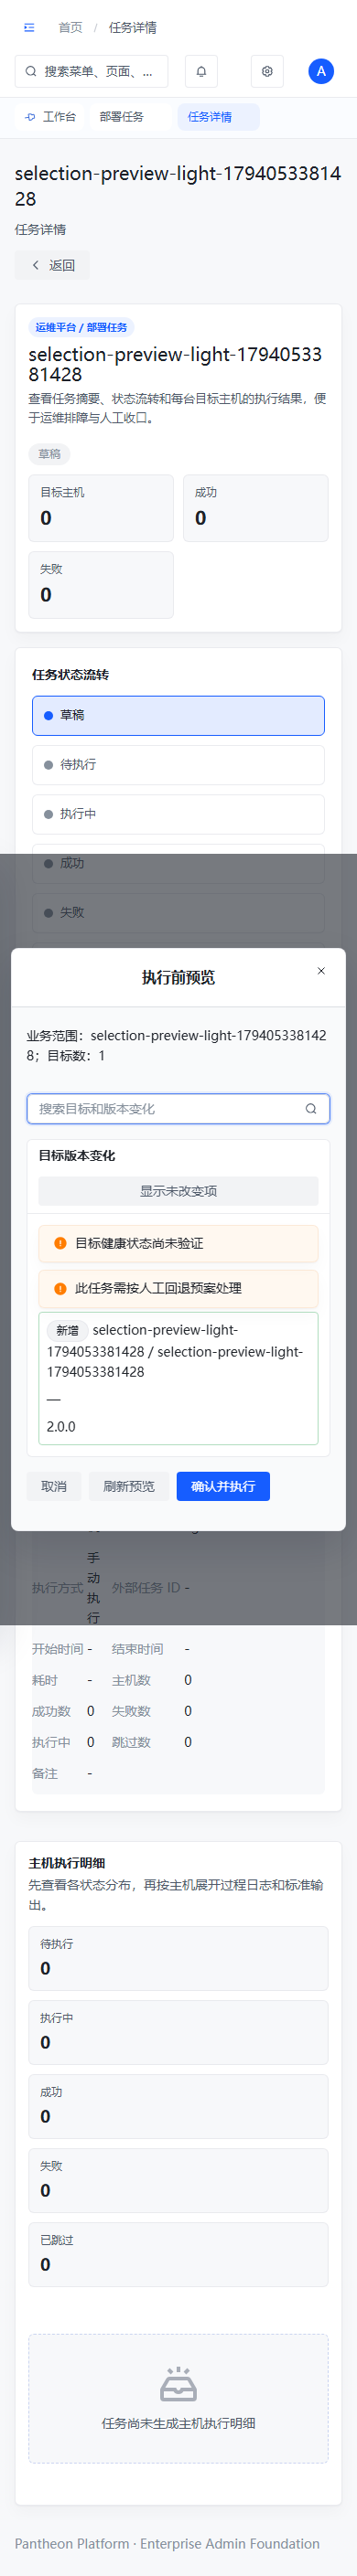 首页 / 任务详情
搜索菜单、页面、...
A
工作台
部署任务
任务详情
selection-preview-light-17940533814
28
任务详情
返回
运维平台 / 部署任务
selection-preview-light-17940533
81428
查看任务摘要、状态流转和每台目标主机的执行结果，便
于运维排障与人工收口。
草稿
目标主机
0
成功
0
失败
0
任务状态流转
草稿
待执行
执行中
成功
失败
执行前预览
业务范围：selection-preview-light-179405338142
8；目标数：1
搜索目标和版本变化
目标版本变化
显示未改变项
目标健康状态尚未验证
此任务需按人工回退预案处理
新增 selection-preview-light-
1794053381428 / selection-preview-light-
1794053381428
—
2.0.0
取消
刷新预览
确认并执行
执行方式 手动执行 外部任务 ID -
开始时间 - 结束时间 -
耗时 - 主机数 0
成功数 0 失败数 0
执行中 0 跳过数 0
备注 -
主机执行明细
先查看各状态分布，再按主机展开过程日志和标准输
出。
待执行
0
执行中
0
成功
0
失败
0
已跳过
0
任务尚未生成主机执行明细
Pantheon Platform · Enterprise Admin Foundation